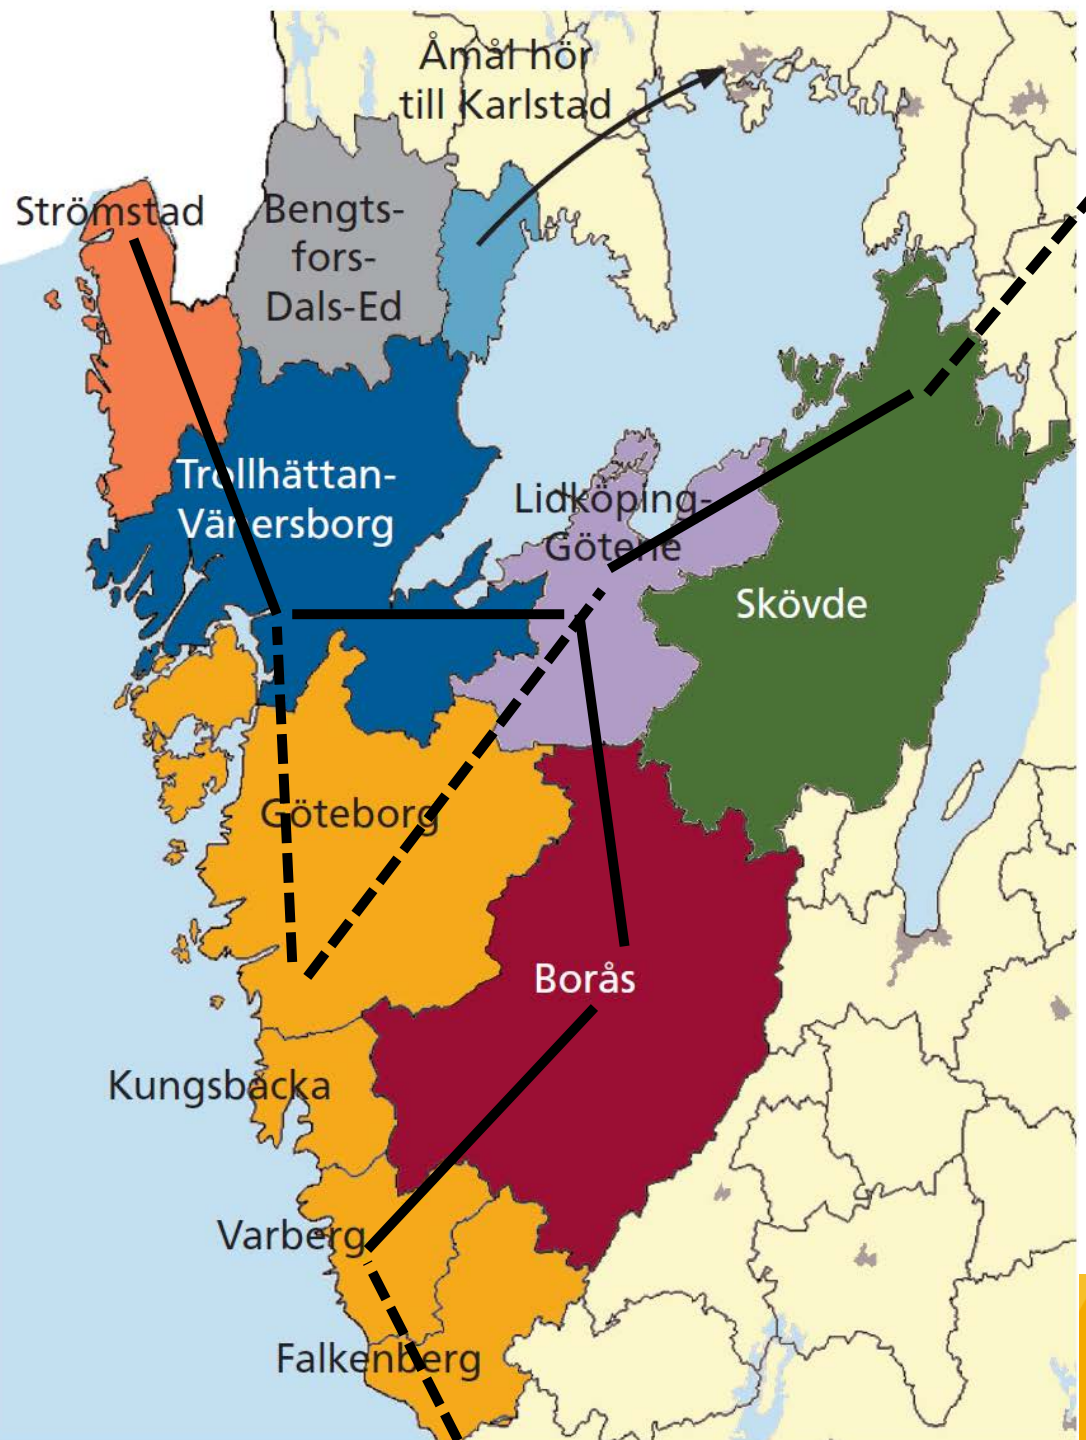 Åmål hör
till Karlstad
Strömstad
Bengts-
fors-
Dals-Ed
Trollhättan-
Vänersborg
Lidköping-
Götene
Skövde
Göteborg
Borås
Kungsbacka
Varberg
Falkenberg